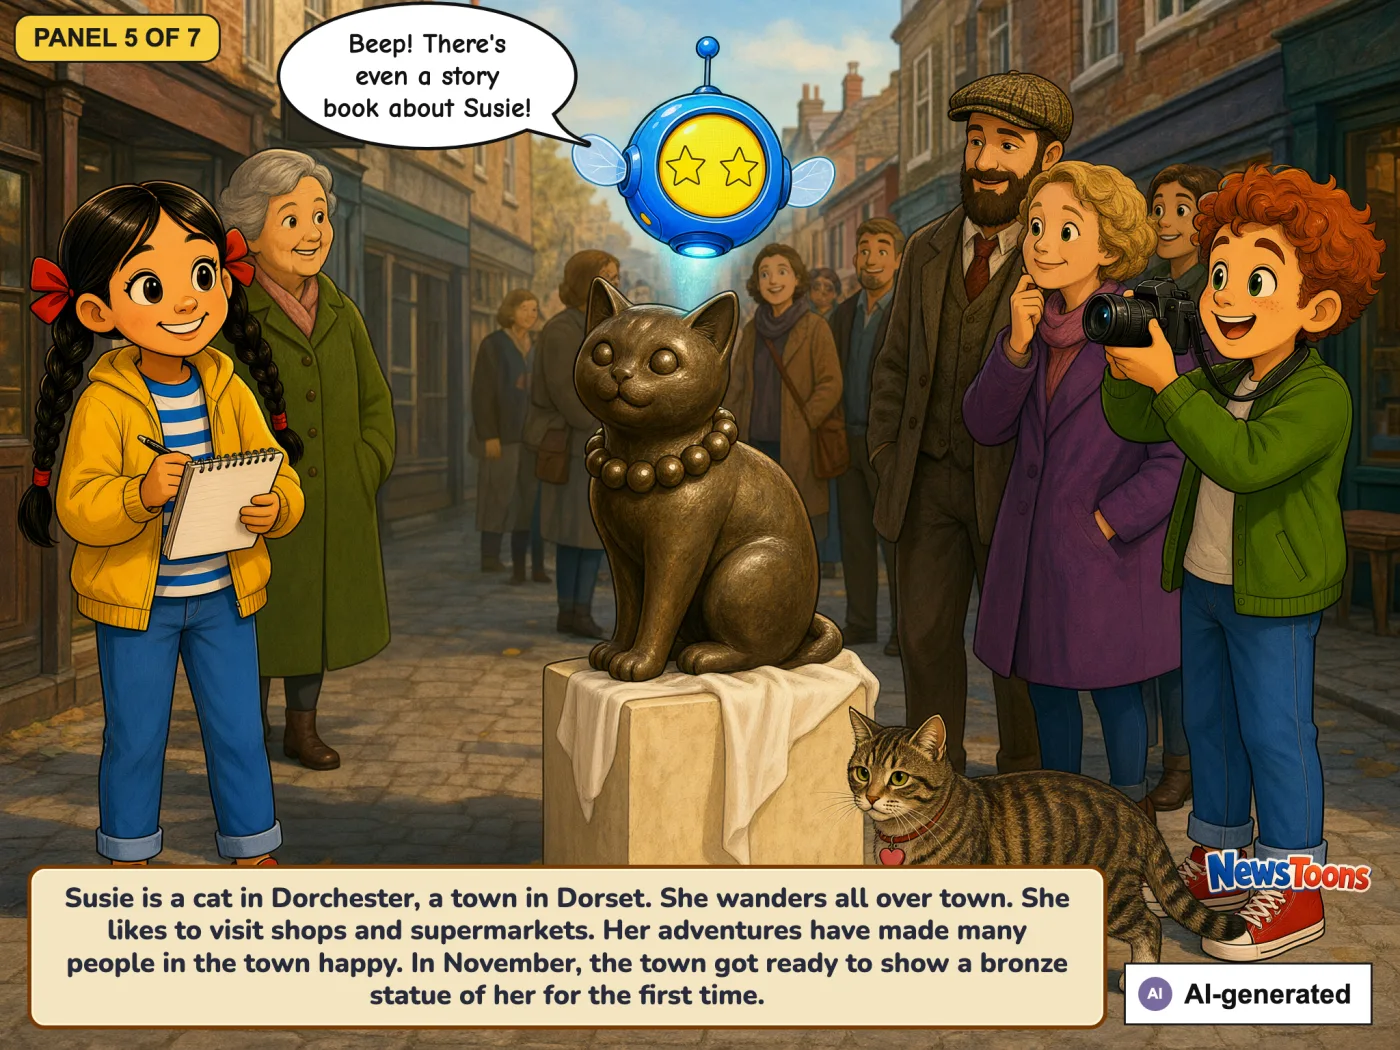 PANEL 5 OF 7
Beep! There's
even a story
book about Susie!
Susie is a cat in Dorchester, a town in Dorset. She wanders all over town. She
likes to visit shops and supermarkets. Her adventures have made many
people in the town happy. In November, the town got ready to show a bronze
statue of her for the first time.
NEWSTOONS
AI AI-generated